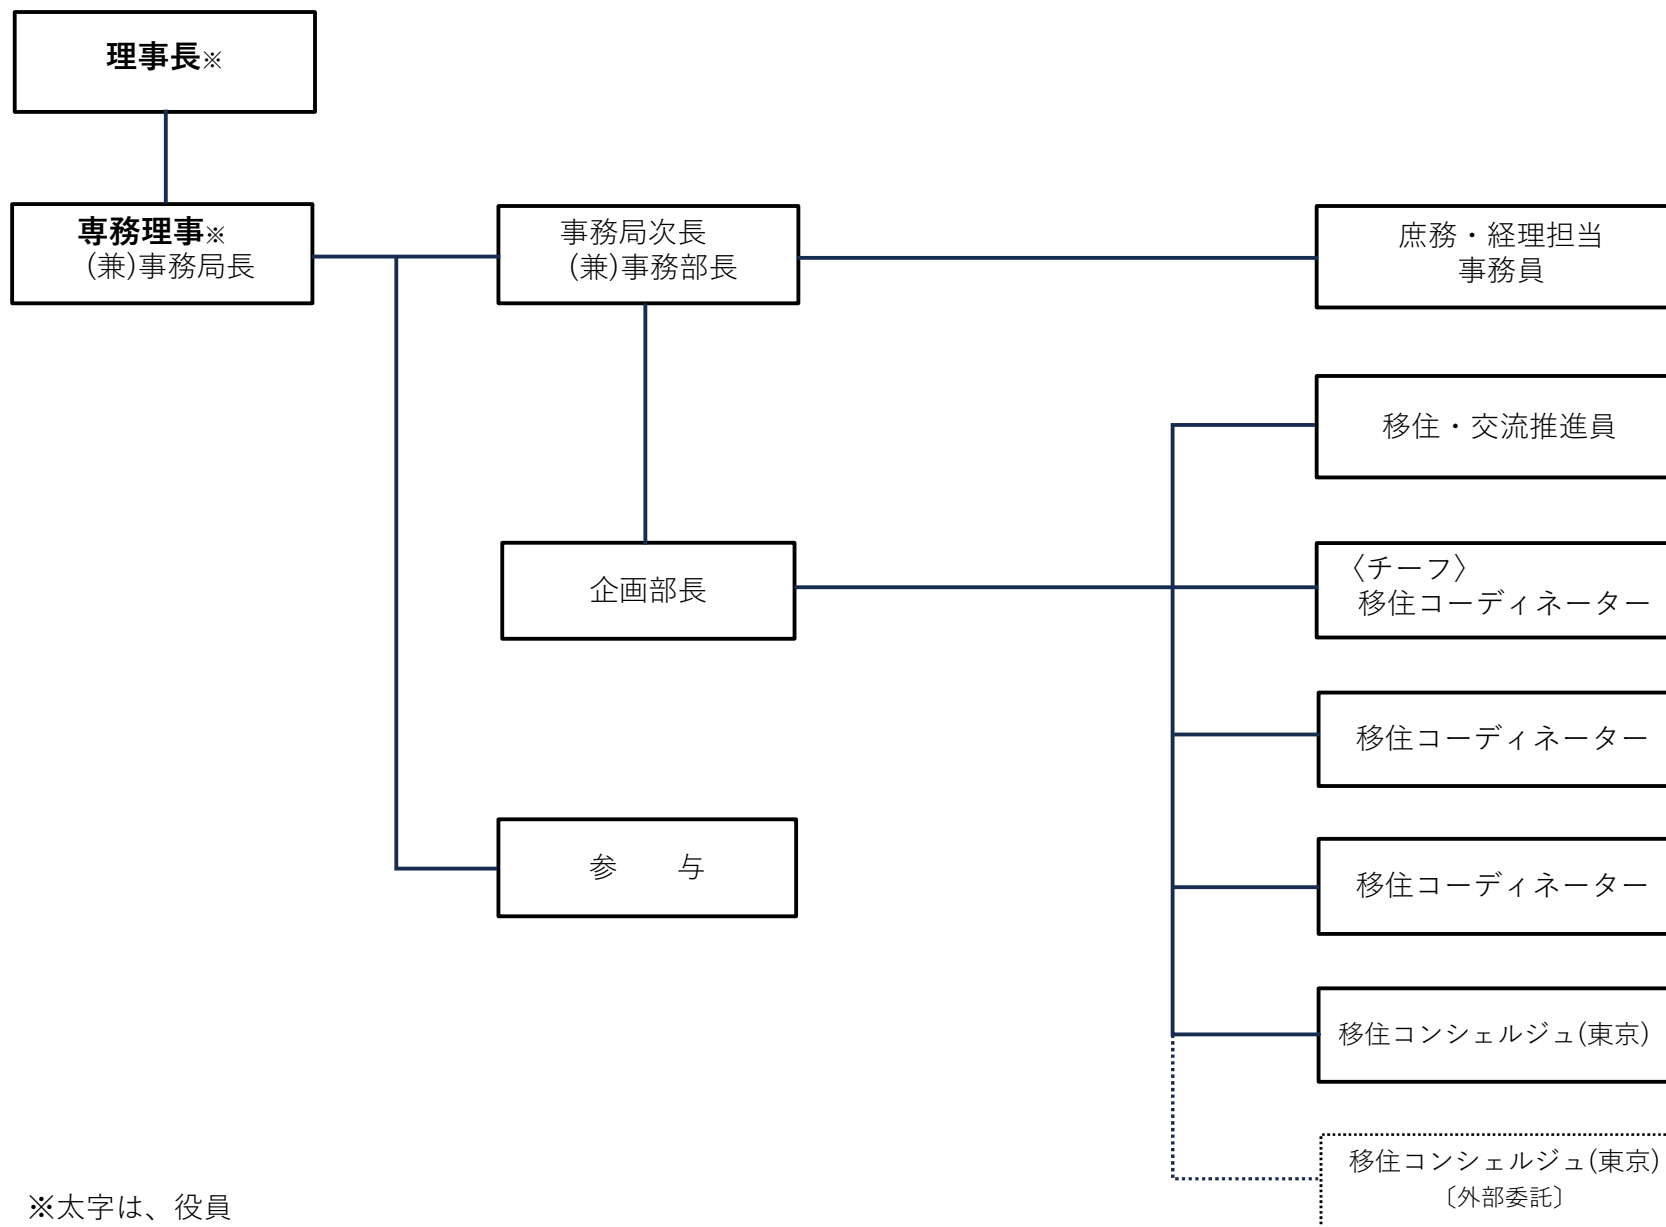 理事長※
専務理事※
(兼)事務局長
事務局次長
(兼)事務部長
庶務・経理担当
事務員
移住・交流推進員
企画部長
〈チーフ〉
移住コーディネーター
移住コーディネーター
参　　与
移住コーディネーター
移住コンシェルジュ(東京)
移住コンシェルジュ(東京)
〔外部委託〕
※太字は、役員